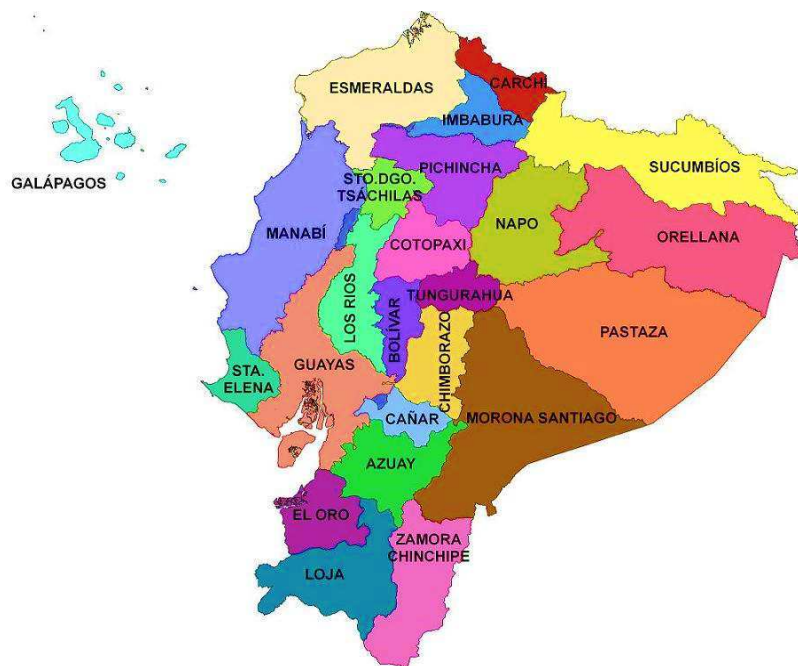 ESMERALDAS
CARCHI
IMBABURA
GALÁPAGOS
STO.DGO.
TSÁCHILAS
PICHINCHA
SUCUMBÍOS
MANABÍ
COTOPAXI
NAPO
ORELLANA
LOS RIOS
BOLÍVAR
TUNGURAHUA
CHIMBORAZO
PASTAZA
STA.
ELENA
GUAYAS
CAÑAR
MORONA SANTIAGO
AZUAY
EL ORO
ZAMORA
CHINCHIPE
LOJA